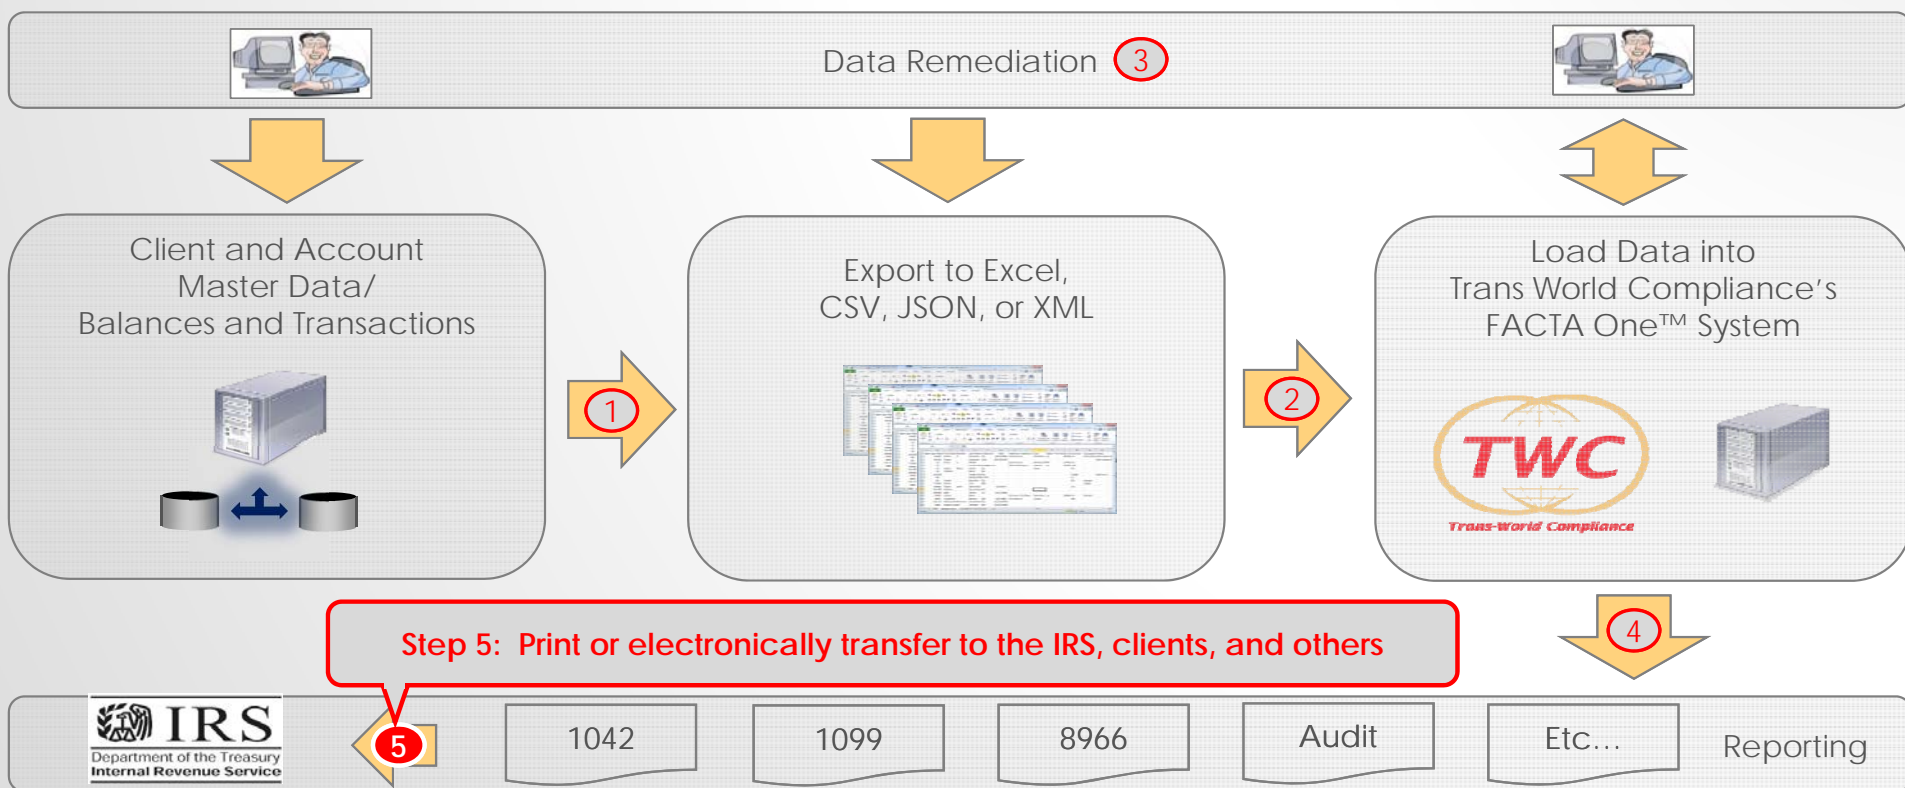 Data Remediation 3
Client and Account
Master Data/
Balances and Transactions
1
Export to Excel,
CSV, JSON, or XML
2
Load Data into
Trans World Compliance’s
FACTA One™ System
TWC
Trans-World Compliance
4
Step 5: Print or electronically transfer to the IRS, clients, and others
IRS
Department of the Treasury
Internal Revenue Service
5
1042
1099
8966
Audit
Etc...
Reporting